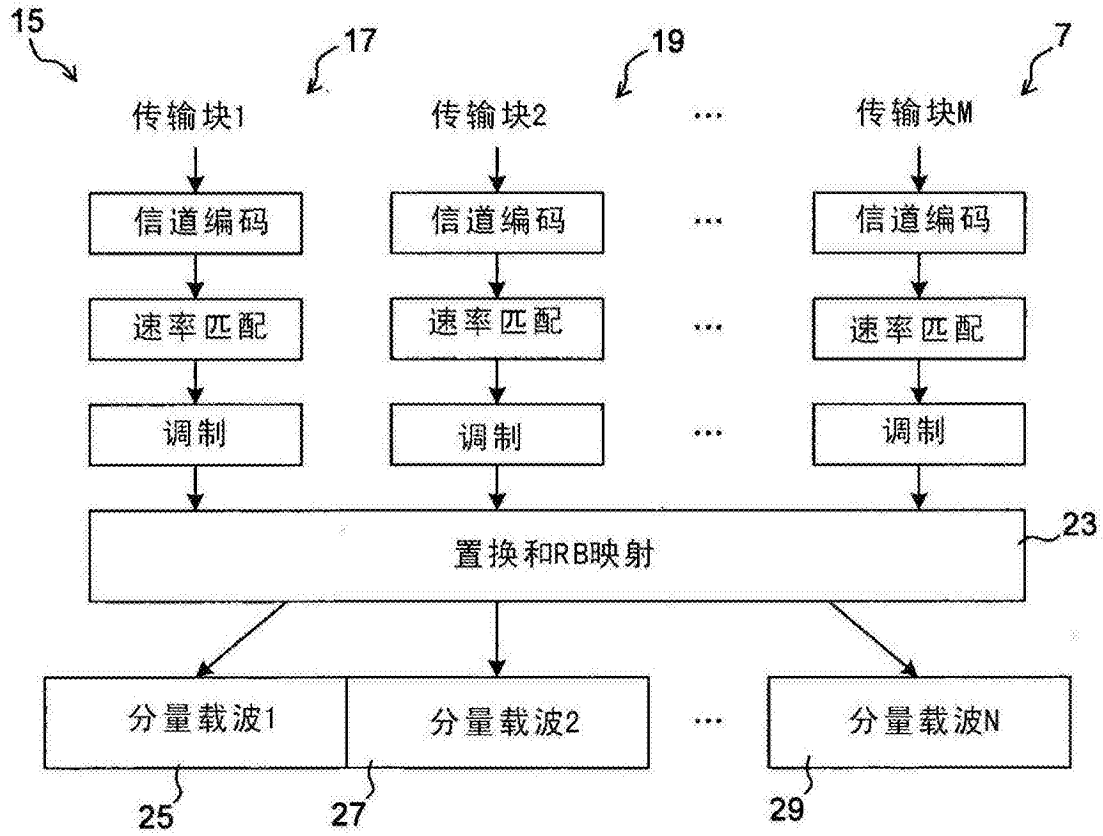 15 17 19 7
传输块1 传输块2 … 传输块M
信道编码 信道编码 … 信道编码
速率匹配 速率匹配 … 速率匹配
调制 调制 … 调制
置换和RB映射 23
分量载波1 分量载波2 … 分量载波N
25 27 29